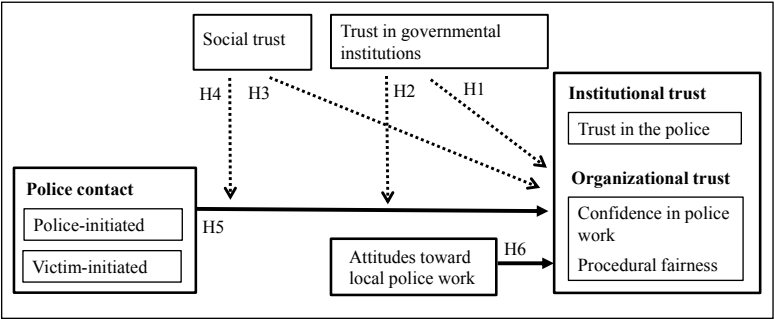 Social trust
Trust in governmental
institutions
H4
H3
H2
H1
Institutional trust
Trust in the police
Organizational trust
Confidence in police
work
Procedural fairness
Police contact
Police-initiated
Victim-initiated
H5
Attitudes toward
local police work
H6